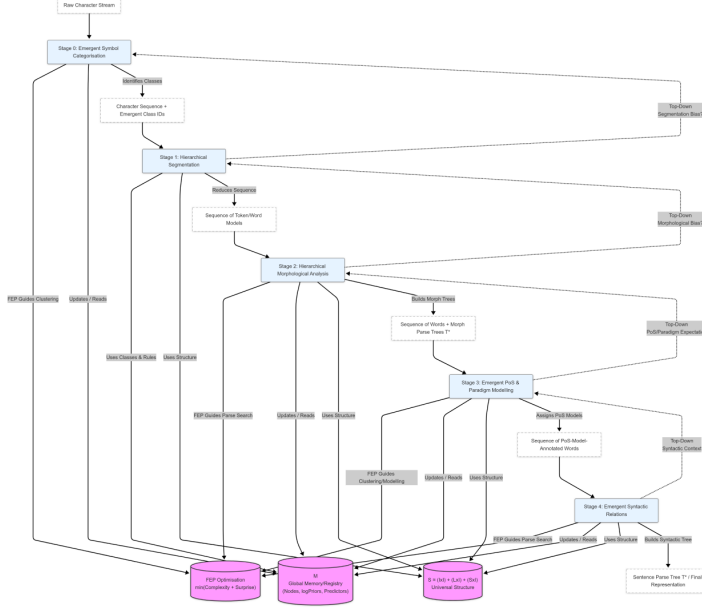 Raw Character Stream
Stage 0: Emergent Symbol
Categorisation
Identifies Classes
Top-Down
Segmentation Bias?
Character Sequence +
Emergent Class IDs
Stage 1: Hierarchical
Segmentation
Reduces Sequence
Sequence of Token/Word
Models
Top-Down
Morphological Bias?
Stage 2: Hierarchical
Morphological Analysis
FEP Guides Clustering
Updates / Reads
Builds Morph Trees
Sequence of Words + Morph
Parse Trees T*
Top-Down
PoS/Paradigm Expectatio
Uses Classes & Rules
Uses Structure
Stage 3: Emergent PoS &
Paradigm Modelling
FEP Guides Parse Search
Updates / Reads
Uses Structure
Assigns PoS Models
Sequence of PoS-Model-
Annotated Words
Top-Down
Syntactic Context
FEP Guides
Clustering/Modelling
Updates / Reads
Uses Structure
Stage 4: Emergent Syntactic
Relations
FEP Guides Parse Search
Updates / Reads
Uses Structure
Builds Syntactic Tree
FEP Optimisation
min(Complexity + Surprise)
M
Global Memory/Registry
(Nodes, logPriors, Predictors)
Universal Structure
Sentence Parse Tree T* / Final
Representation